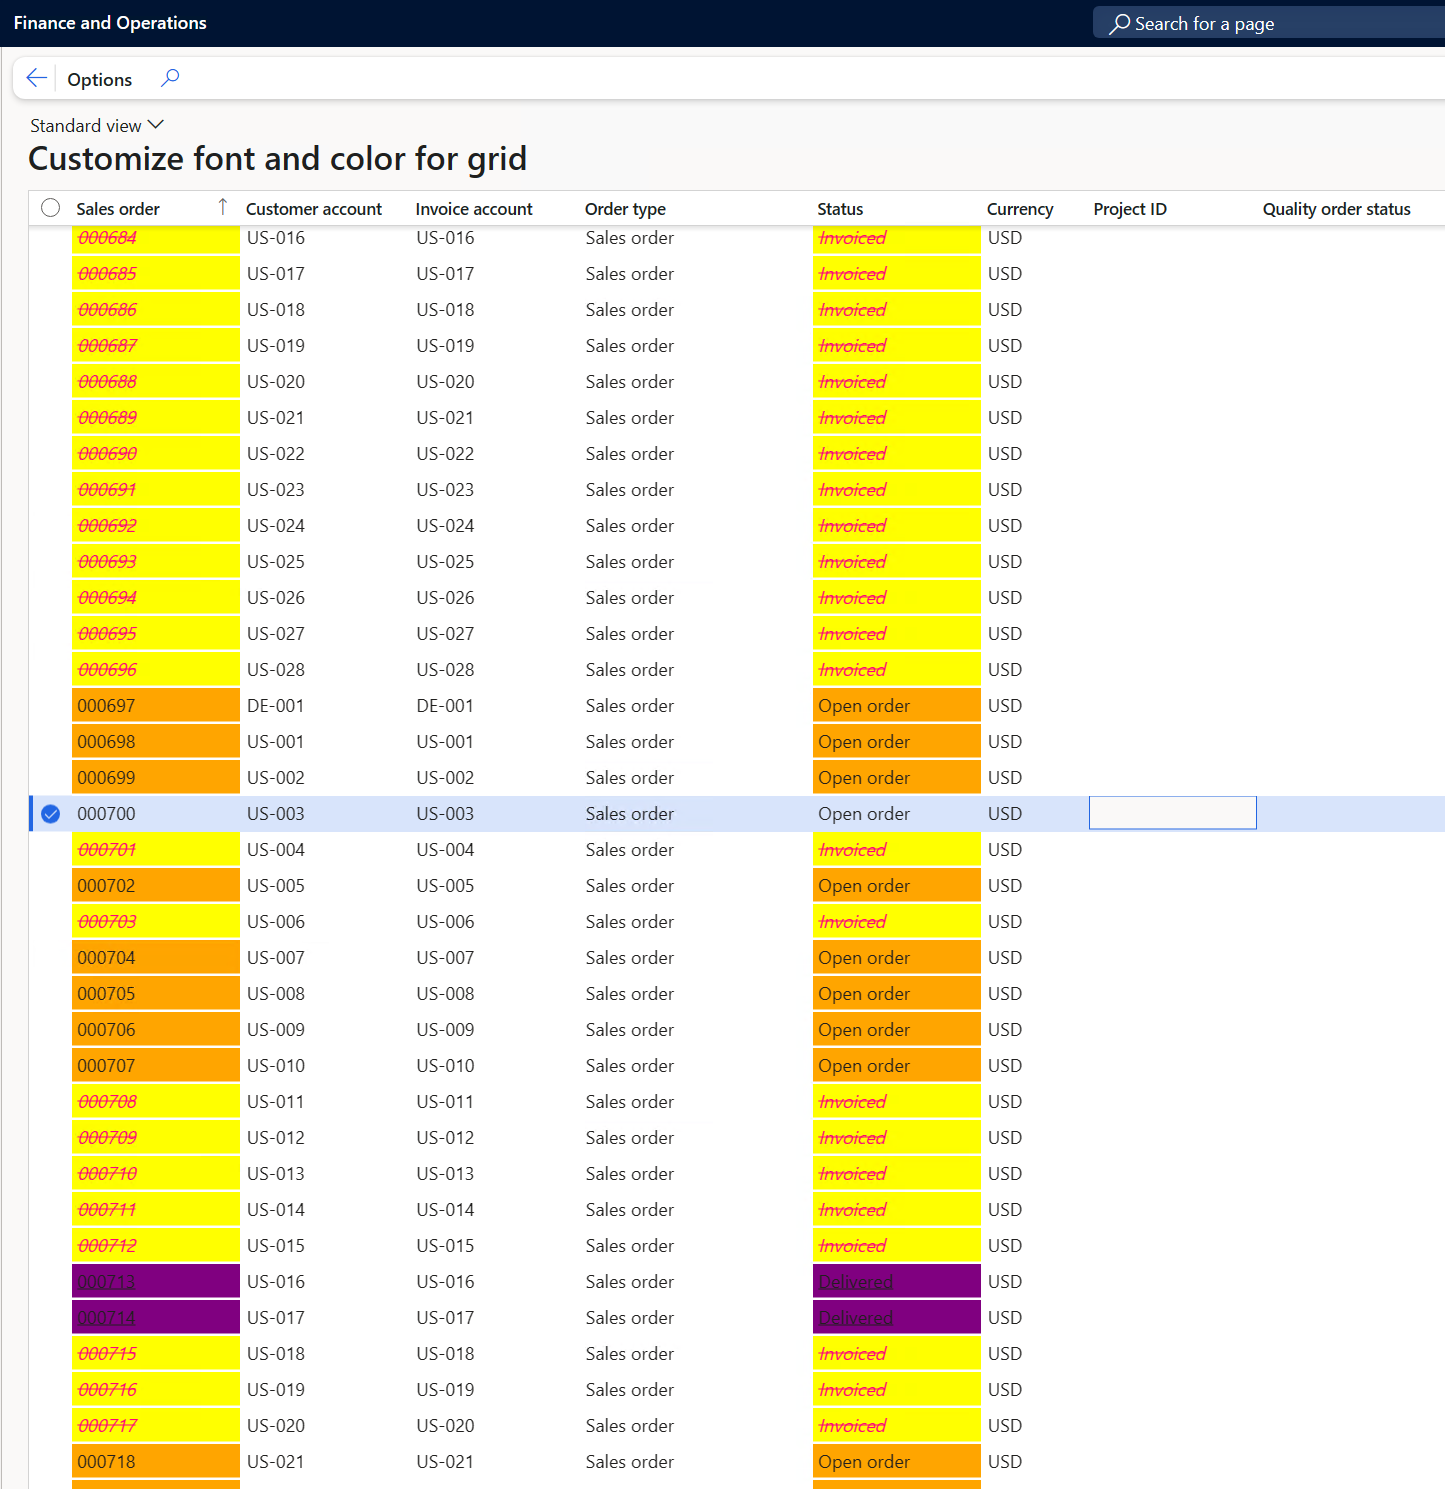 Finance and Operations Search for a page
Options
Standard view
Customize font and color for grid
Sales order Customer account Invoice account Order type Status Currency Project ID Quality order status
000684 US-016 US-016 Sales order Invoiced USD
000685 US-017 US-017 Sales order Invoiced USD
000686 US-018 US-018 Sales order Invoiced USD
000687 US-019 US-019 Sales order Invoiced USD
000688 US-020 US-020 Sales order Invoiced USD
000689 US-021 US-021 Sales order Invoiced USD
000690 US-022 US-022 Sales order Invoiced USD
000691 US-023 US-023 Sales order Invoiced USD
000692 US-024 US-024 Sales order Invoiced USD
000693 US-025 US-025 Sales order Invoiced USD
000694 US-026 US-026 Sales order Invoiced USD
000695 US-027 US-027 Sales order Invoiced USD
000696 US-028 US-028 Sales order Invoiced USD
000697 DE-001 DE-001 Sales order Open order USD
000698 US-001 US-001 Sales order Open order USD
000699 US-002 US-002 Sales order Open order USD
000700 US-003 US-003 Sales order Open order USD
000701 US-004 US-004 Sales order Invoiced USD
000702 US-005 US-005 Sales order Open order USD
000703 US-006 US-006 Sales order Invoiced USD
000704 US-007 US-007 Sales order Open order USD
000705 US-008 US-008 Sales order Open order USD
000706 US-009 US-009 Sales order Open order USD
000707 US-010 US-010 Sales order Open order USD
000708 US-011 US-011 Sales order Invoiced USD
000709 US-012 US-012 Sales order Invoiced USD
000710 US-013 US-013 Sales order Invoiced USD
000711 US-014 US-014 Sales order Invoiced USD
000712 US-015 US-015 Sales order Invoiced USD
000713 US-016 US-016 Sales order Delivered USD
000714 US-017 US-017 Sales order Delivered USD
000715 US-018 US-018 Sales order Invoiced USD
000716 US-019 US-019 Sales order Invoiced USD
000717 US-020 US-020 Sales order Invoiced USD
000718 US-021 US-021 Sales order Open order USD